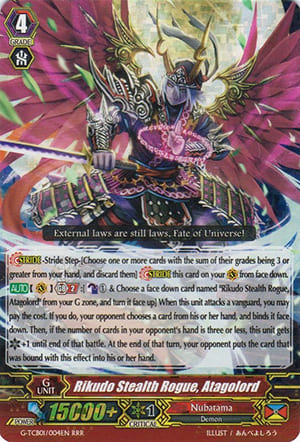 4
GRADE
External laws are still laws, Fate of Universe!
STRIDE-Stride Step-[Choose one or more cards with the sum of their grades being 3 or
greater from your hand, and discard them] STRIDE this card on your from face down.
AUTO 1 2 1 & Choose a face down card named "Rikudo Stealth Rogue,
Atagolord" from your G zone, and turn it face up] When this unit attacks a vanguard, you may
pay the cost. If you do, your opponent chooses a card from his or her hand, and binds it face
down. Then, if the number of cards in your opponent's hand is three or less, this unit gets
+1 until end of that battle. At the end of that turn, your opponent puts the card that
was bound with this effect into his or her hand.
G
UNIT
Rikudo Stealth Rogue, Atagolord
POWER
15000+
1
CRITICAL
Nubatama
Demon
G-TCB01/004EN RRR
ILLUST / あんべよしろう